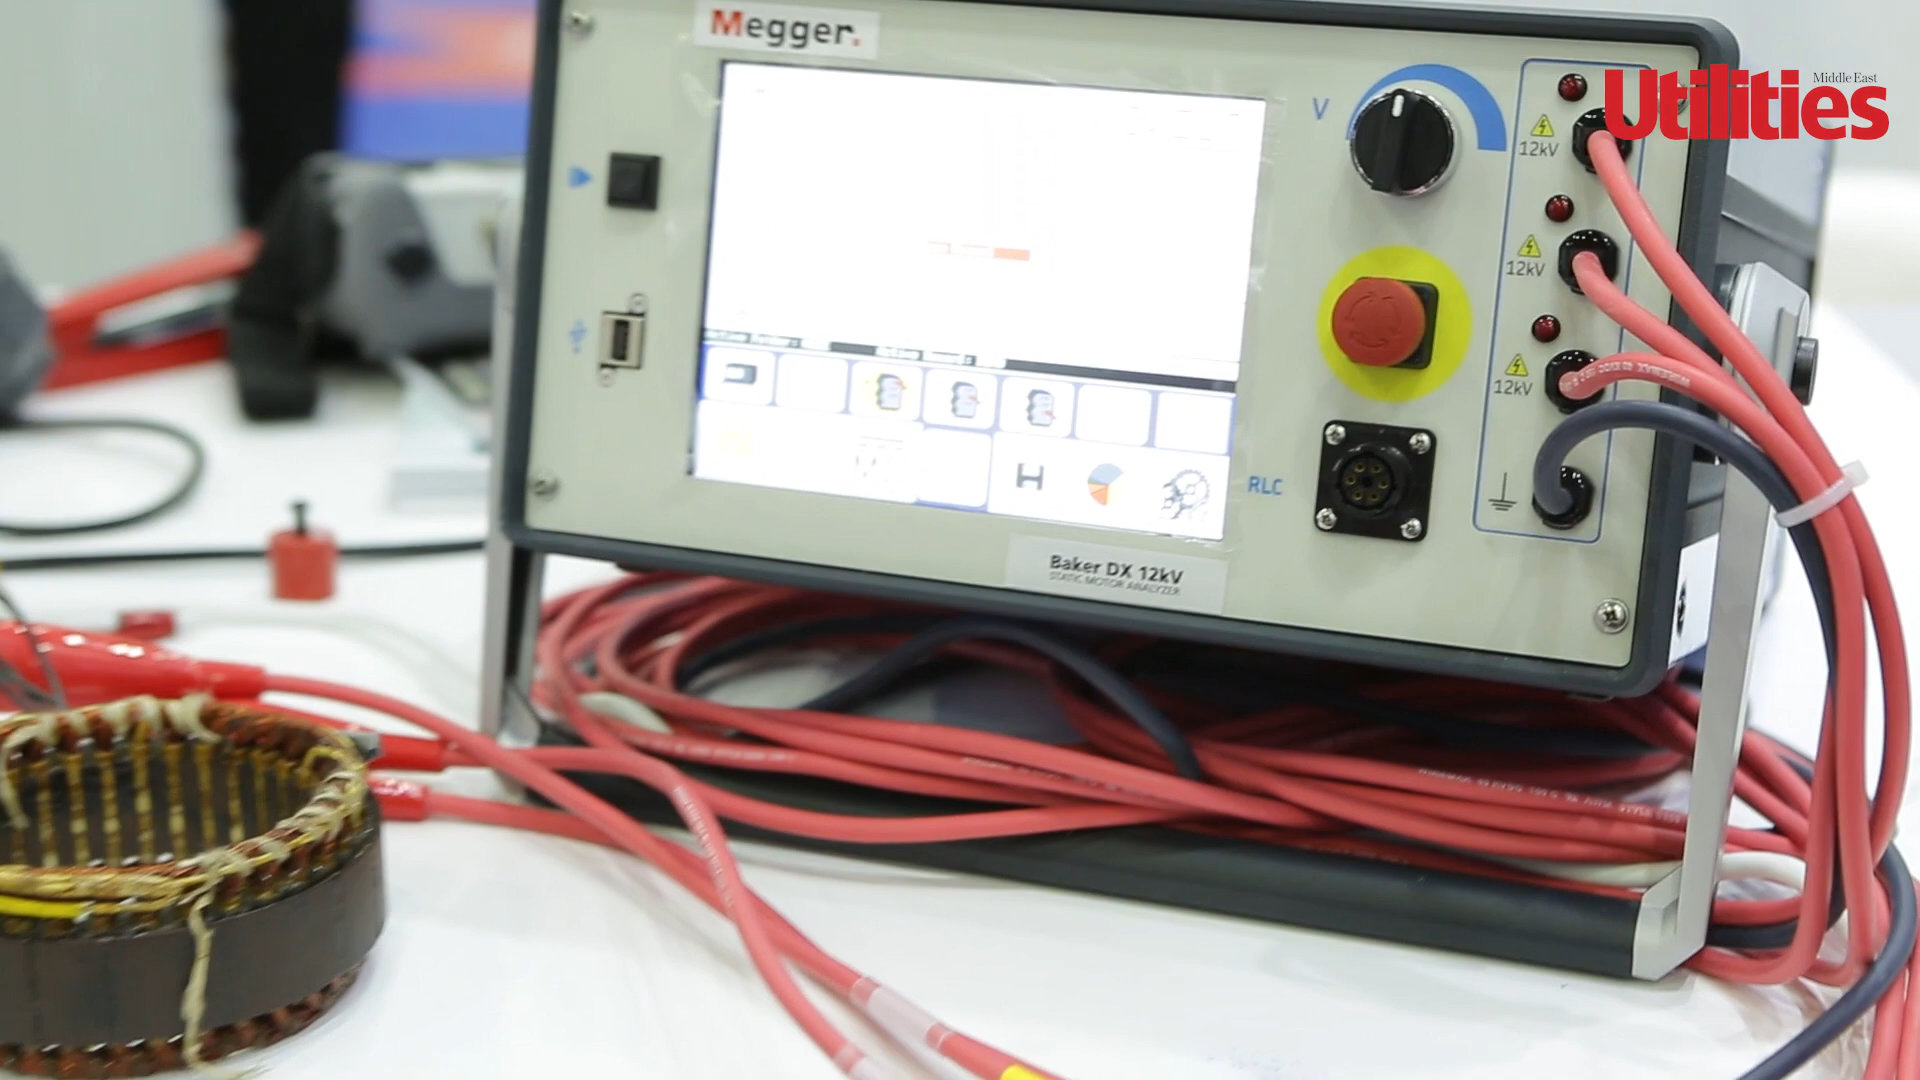 Megger.
Utilities
Middle East
V
12kV
12kV
12kV
RLC
Baker DX 12kV
STATIC MOTOR ANALYZER